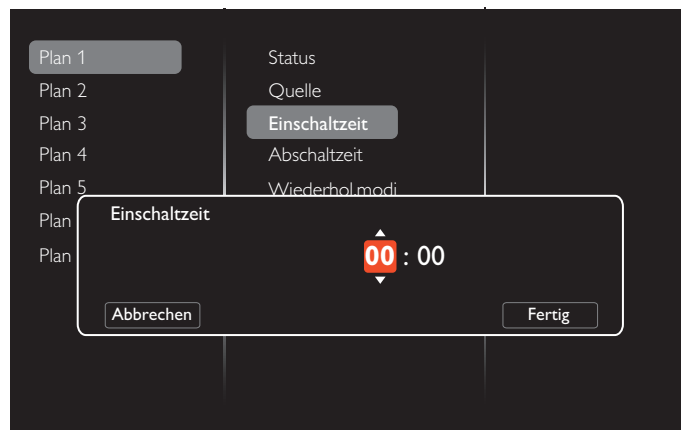 Plan 1
Plan 2
Plan 3
Plan 4
Plan 5
Plan
Plan
Status
Quelle
Einschaltzeit
Abschaltzeit
Wiederhol.modi
Einschaltzeit
00 : 00
Abbrechen
Fertig